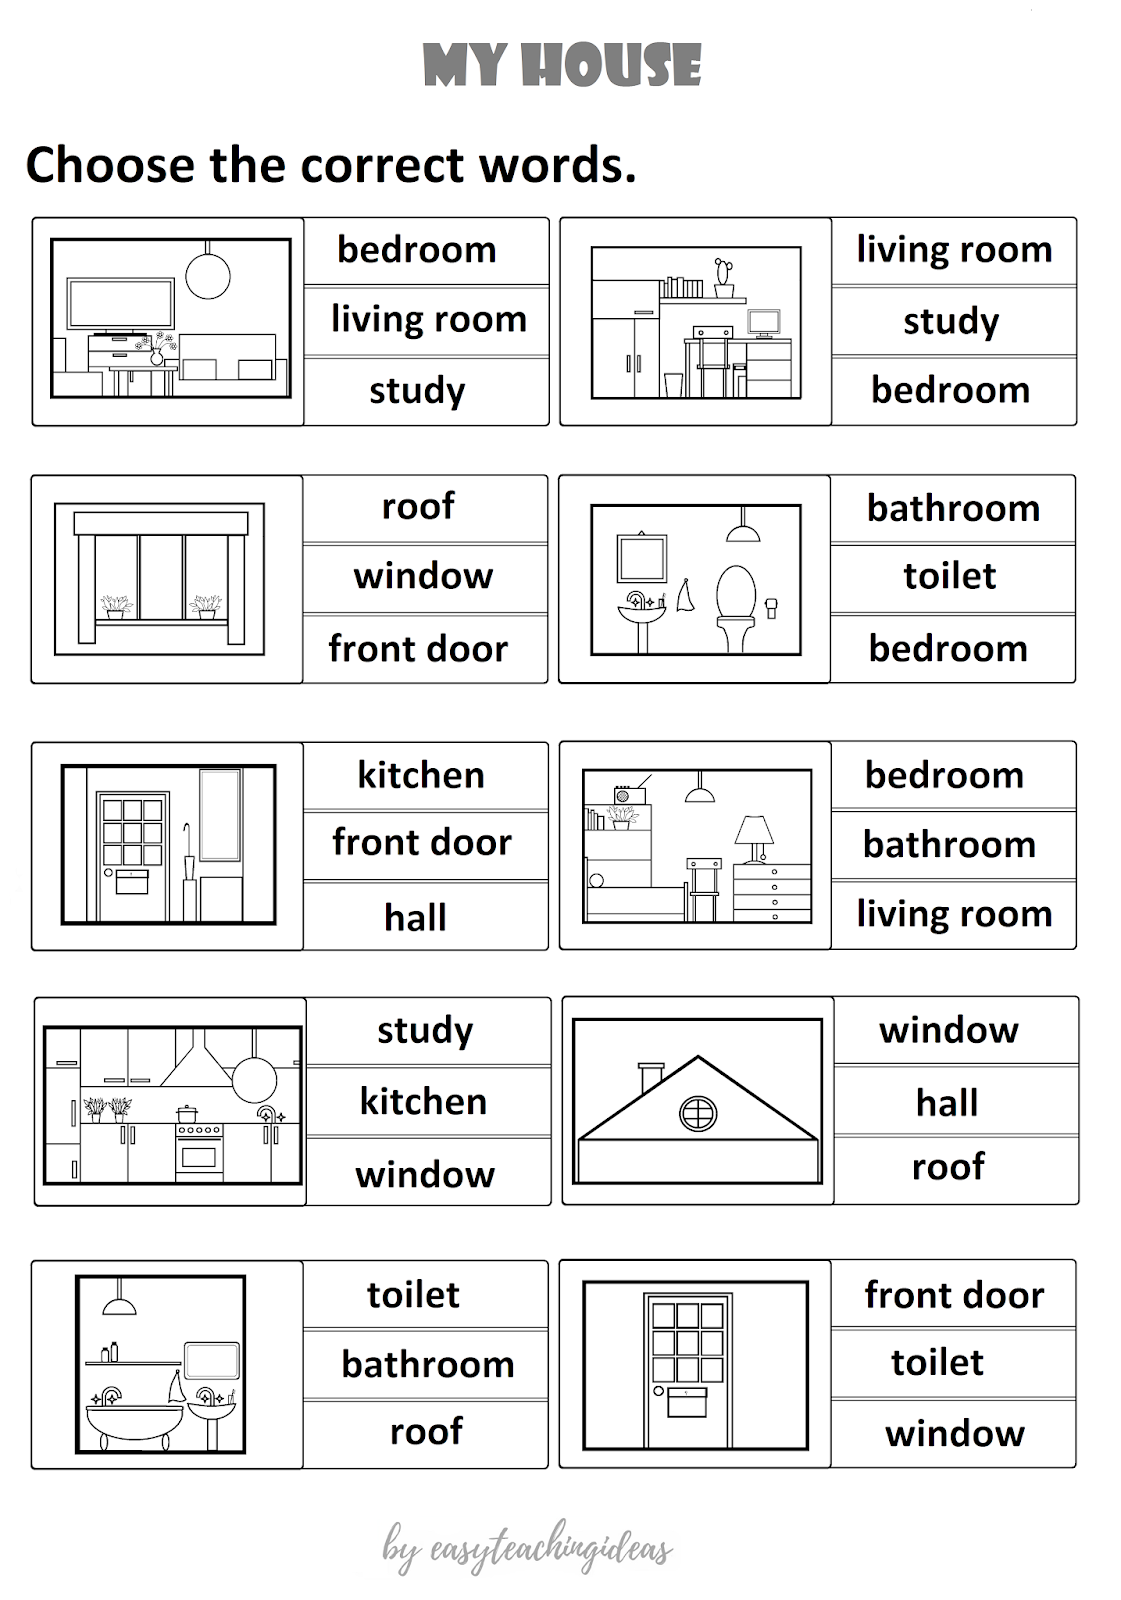 MY HOUSE
Choose the correct words.
bedroom
living room
study
living room
study
bedroom
roof
window
front door
bathroom
toilet
bedroom
kitchen
front door
hall
bedroom
bathroom
living room
study
kitchen
window
window
hall
roof
toilet
bathroom
roof
front door
toilet
window
by easyteachingideas